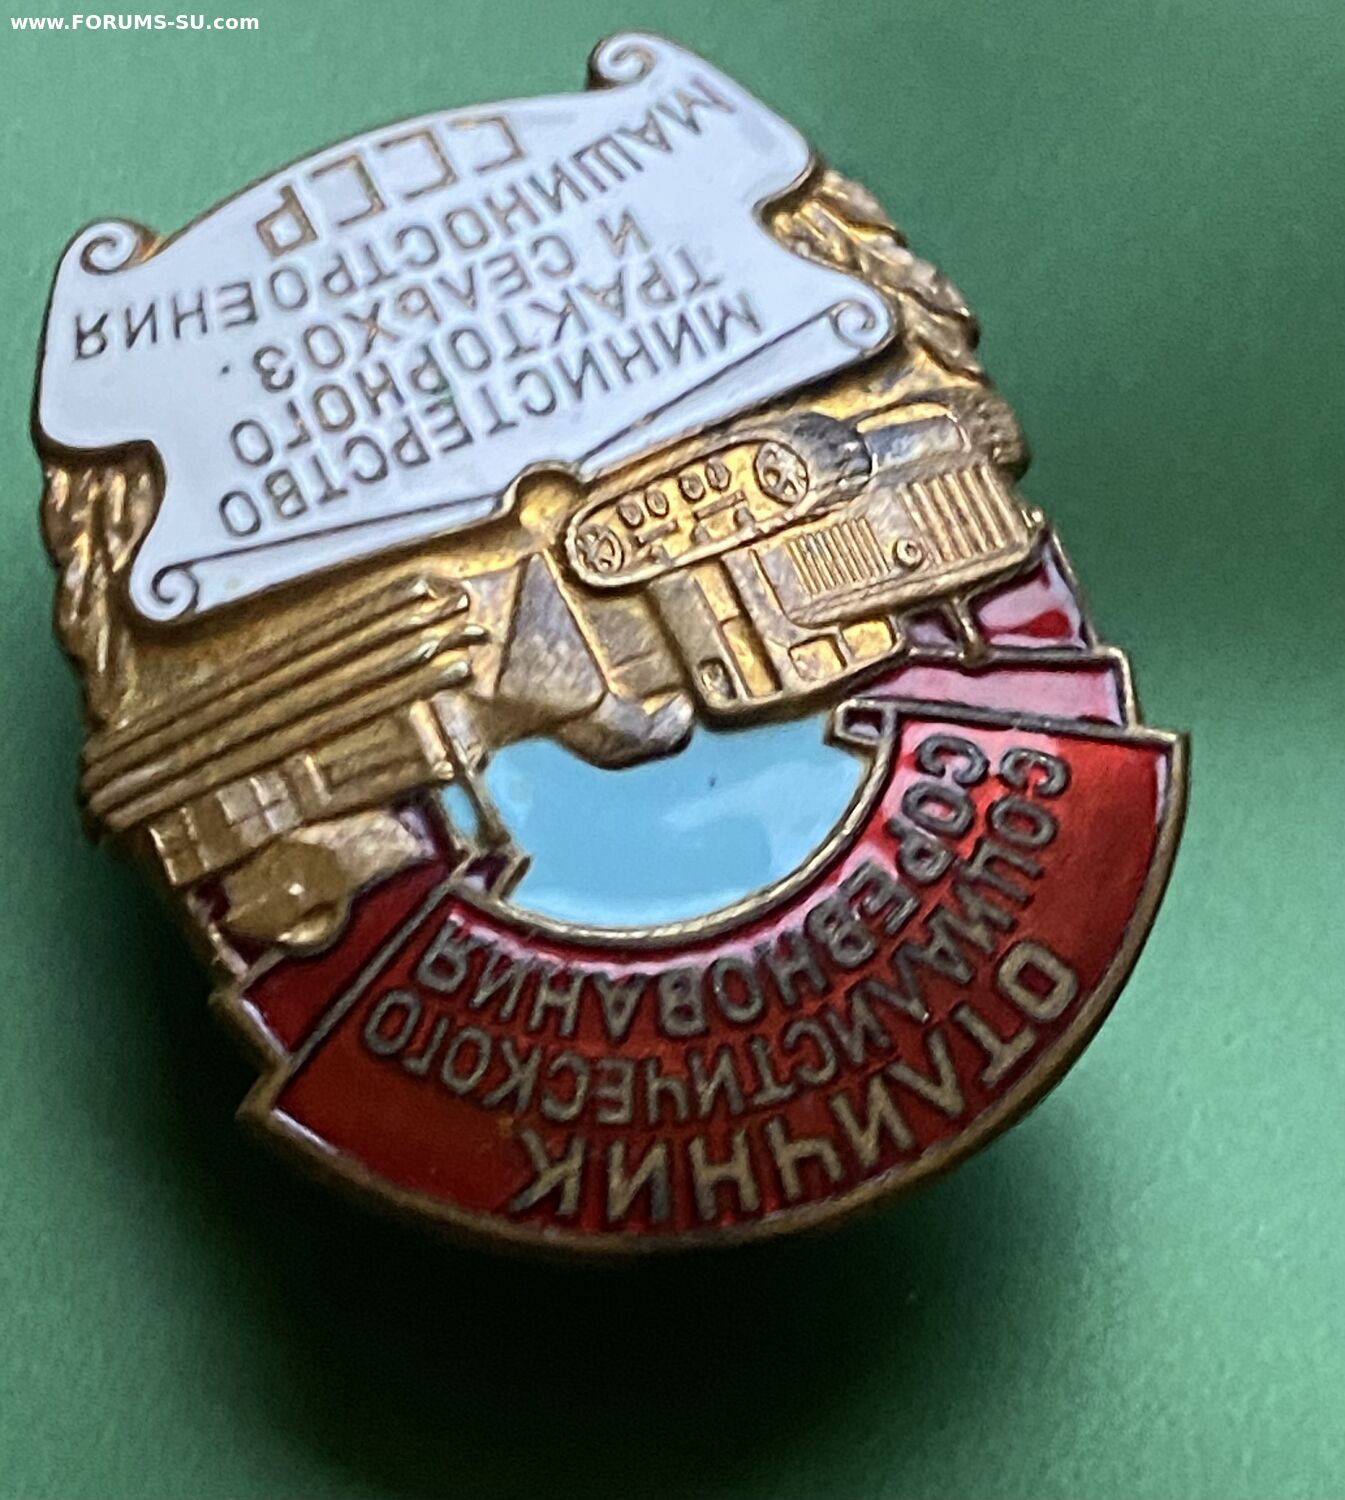 www.FORUMS-SU.com
ОТЛИЧНИК
СОЦИАЛИСТИЧЕСКОГО
СОРЕВНОВАНИЯ
МИНИСТЕРСТВО
ТРАКТОРНОГО
И СЕЛЬХОЗ.
МАШИНОСТРОЕНИЯ
СССР